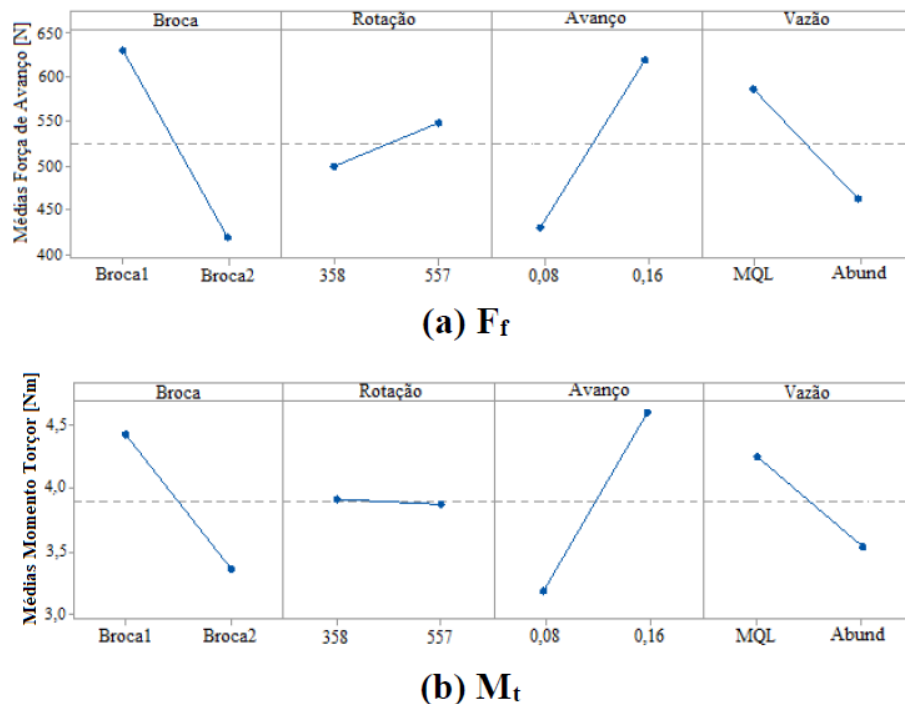 Broca Rotação Avanço Vazão
Médias Força de Avanço [N]
650
600
550
500
450
400
Broca1 Broca2 358 557 0,08 0,16 MQL Abund
(a) Ff
Broca Rotação Avanço Vazão
Médias Momento Torçor [Nm]
4,5
4,0
3,5
3,0
Broca1 Broca2 358 557 0,08 0,16 MQL Abund
(b) Mt